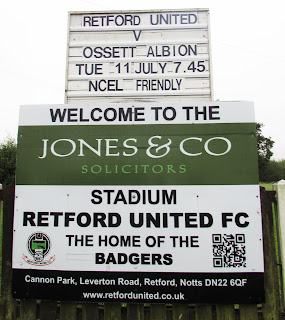 RETFORD UNITED
V
OSSETT ALBION
TUE 11 JULY 7.45
NCEL FRIENDLY
WELCOME TO THE
JONES & CO
SOLICITORS
STADIUM
RETFORD UNITED FC
THE HOME OF THE
BADGERS
Cannon Park, Leverton Road, Retford, Notts DN22 6QF
www.retfordunited.co.uk